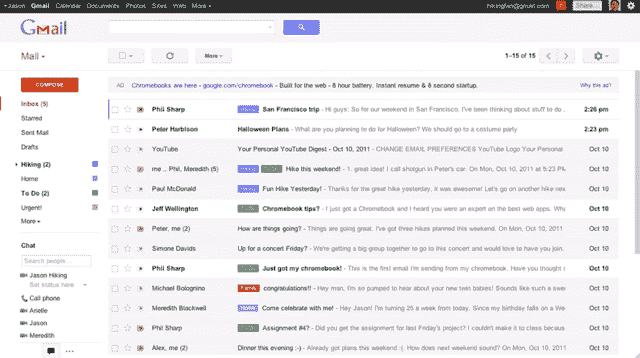 Jason Gmail Calendar Documents Photos Sites Web More
Share...
Gmail
Mail
More
1–15 of 15
COMPOSE
AD Chromebooks are here - google.com/chromebook - Built for the web - 8 hour battery. Instant resume & 8 second startup. Why this ad?
Inbox (5)
Starred
Sent Mail
Drafts
Hiking (2)
Home
To Do (2)
Urgent!
More
Chat
Search people...
Jason Hiking
Set status here
Call phone
Arielle
Jason
Meredith
Phil Sharp San Francisco trip - Hi guys: So for our weekend in San Francisco. I've been thinking about stuff to do 2:26 pm
Peter Harbison Halloween Plans - What are you planning to do for Halloween? We should go to a costume party 2:23 pm
YouTube Your Personal YouTube Digest - Oct 10, 2011 - CHANGE EMAIL PREFERENCES YouTube Logo Your Personal Oct 10
me .. Phil, Meredith (5) Hike this weekend! - 1. great idea! I call shotgun in Peter's car. On Mon, Oct 10, 2011 at 5:23 PM Oct 10
Paul McDonald Fun Hike Yesterday! - Thanks for the great hike yesterday, it was awesome! Let's go on another hike Oct 10
Jeff Wellington Chromebook tips? - I just got a Chromebook and I heard you were an expert on the best web apps. Oct 10
Peter, me (2) How are things going? - Things are going great. I've got three hikes planned this weekend. On Mon, Oct 10, 2011 Oct 10
Simone Davids Up for a concert Friday? - We're getting a big group together to go to this concert and would love to have you join. Oct 10
Phil Sharp Just got my chromebook! - This is the first email I'm sending from my chromebook. Have you Oct 10
Michael Bolognino congratulations!! - Hey man, I'm so pumped to hear about your new twin babies! Sounds like such a Oct 10
Meredith Blackwell Come celebrate with me! - Hey Jason! I'm turning 25 a week from today. Since my birthday falls on a Oct 10
Phil Sharp Assignment #4? - Did you get the assignment for last Friday's project? I couldn't make it to class Oct 10
Alex, me (2) Dinner this evening :-) - Already got plans this weekend :(. How does next weekend sound? On Mon, Oct 10, 2011 Oct 10